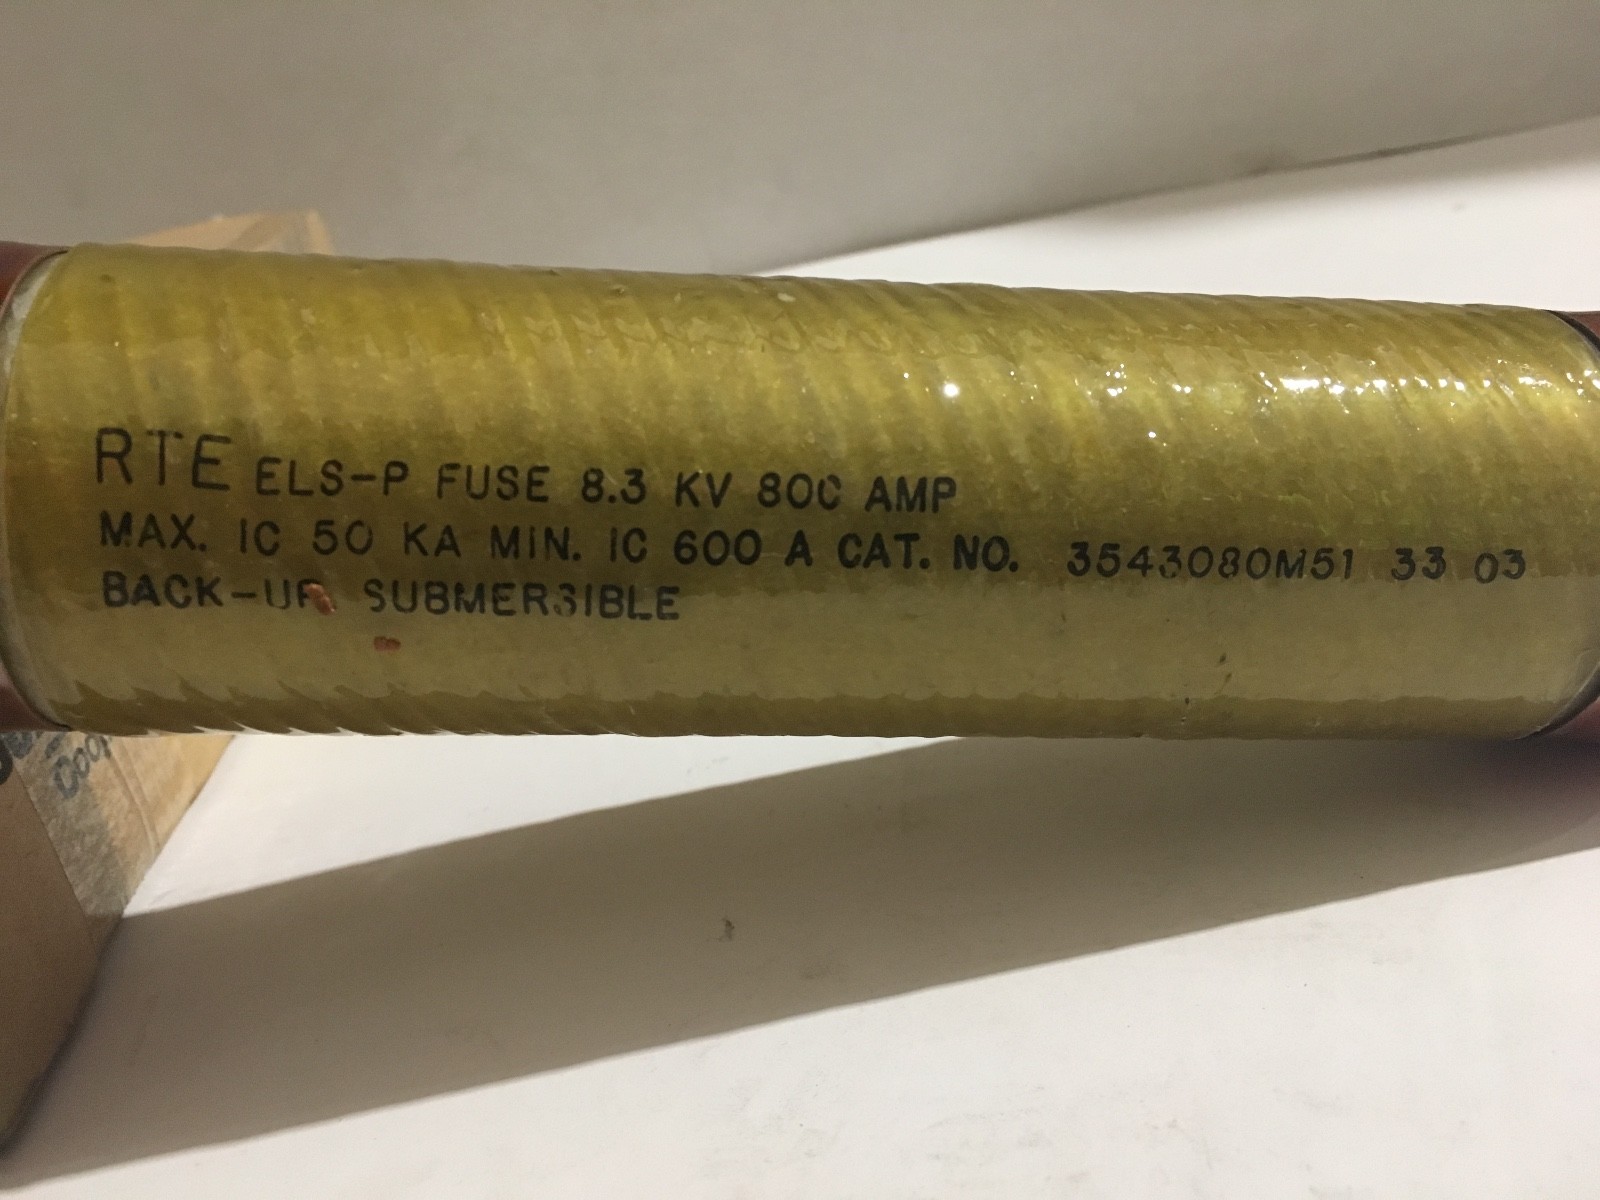 RTE ELS-P FUSE 8.3 KV 80C AMP
MAX. IC 50 KA MIN. IC 600 A CAT. NO. 3543080M51 33 03
BACK-UP SUBMERSIBLE